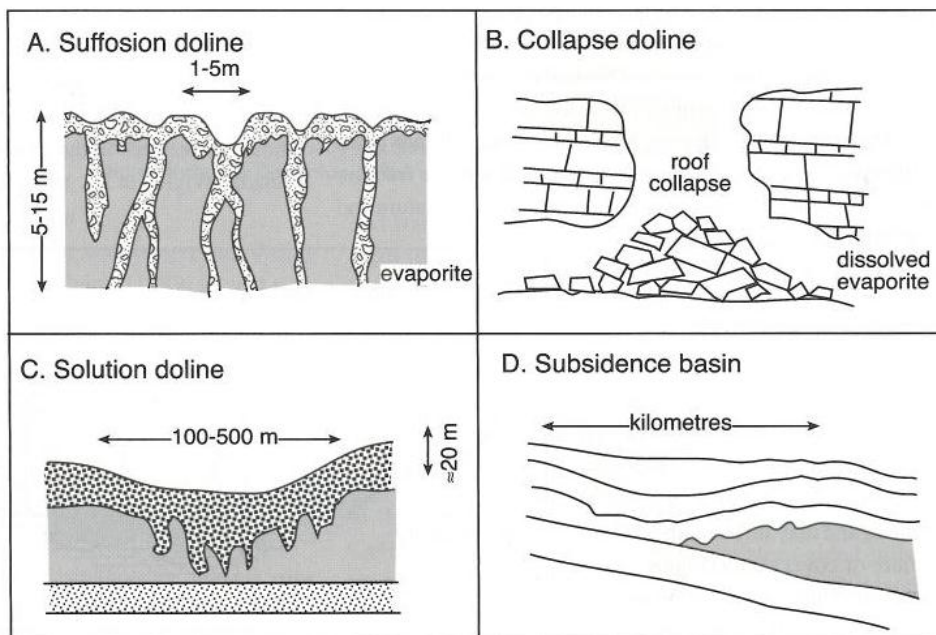 A. Suffosion doline
1-5m
5-15 m
evaporite
B. Collapse doline
roof
collapse
dissolved
evaporite
C. Solution doline
100-500 m
≈20 m
D. Subsidence basin
kilometres